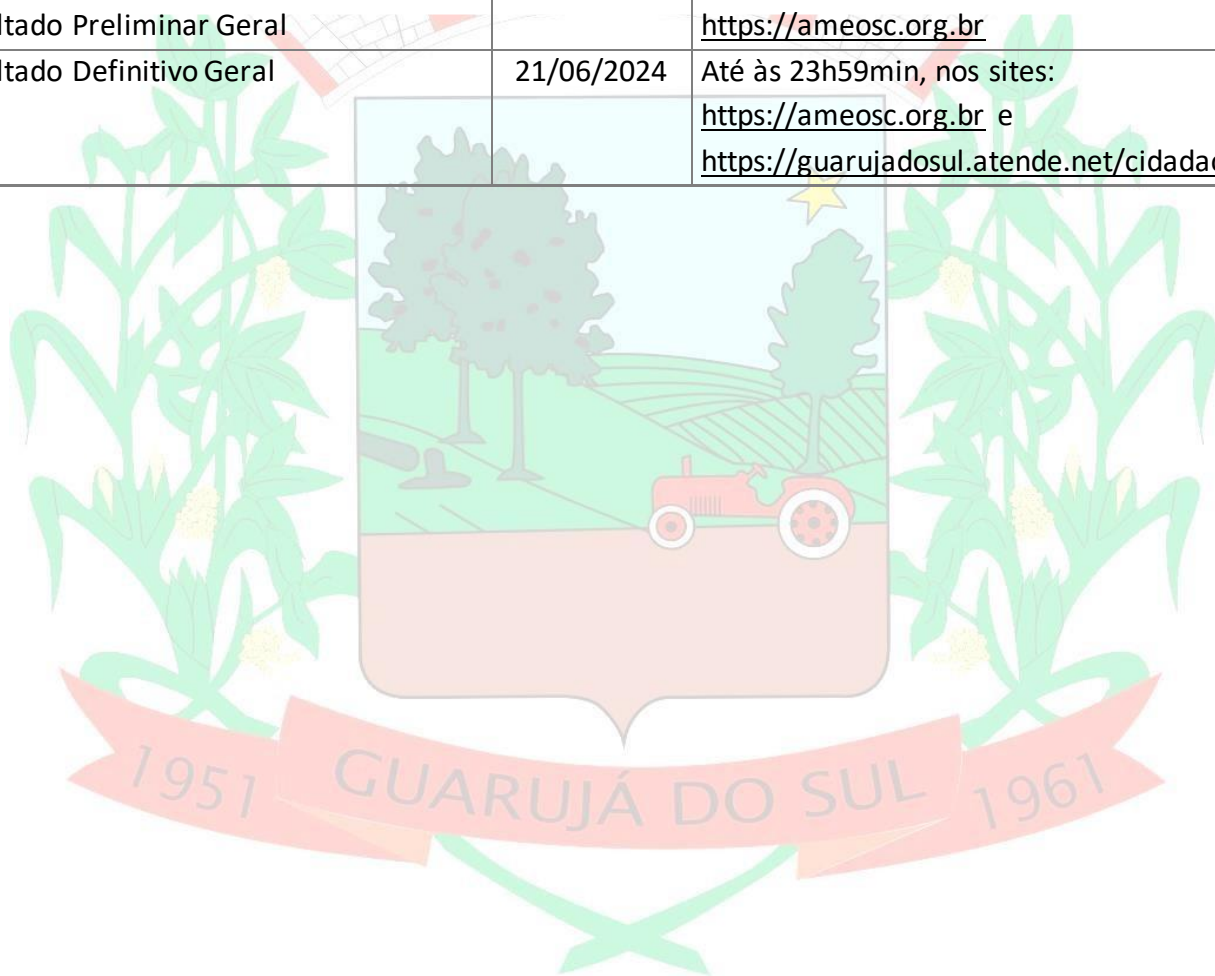 ltado Preliminar Geral https://ameosc.org.br
ltado Definitivo Geral 21/06/2024 Até às 23h59min, nos sites:
https://ameosc.org.br e
https://guarujadosul.atende.net/cidada
1951 GUARUJÁ DO SUL 1961